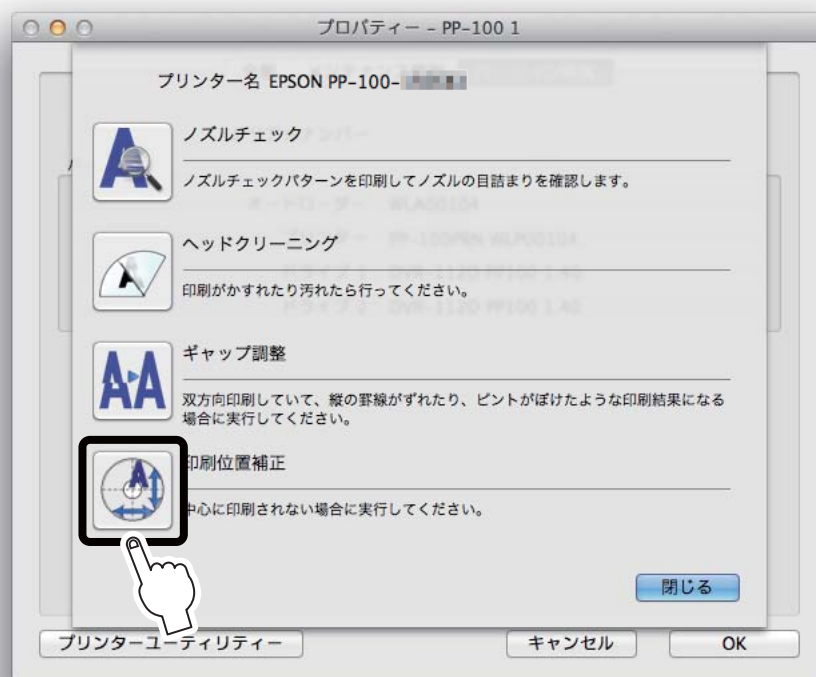 プロパティー – PP-100 1
プリンター名 EPSON PP-100-
ノズルチェック
ノズルチェックパターンを印刷してノズルの目詰まりを確認します。
ヘッドクリーニング
印刷がかすれたり汚れたら行ってください。
ギャップ調整
双方向印刷していて、縦の罫線がずれたり、ピントがぼけたような印刷結果になる
場合に実行してください。
印刷位置補正
中心に印刷されない場合に実行してください。
閉じる
プリンターユーティリティー
キャンセル
OK